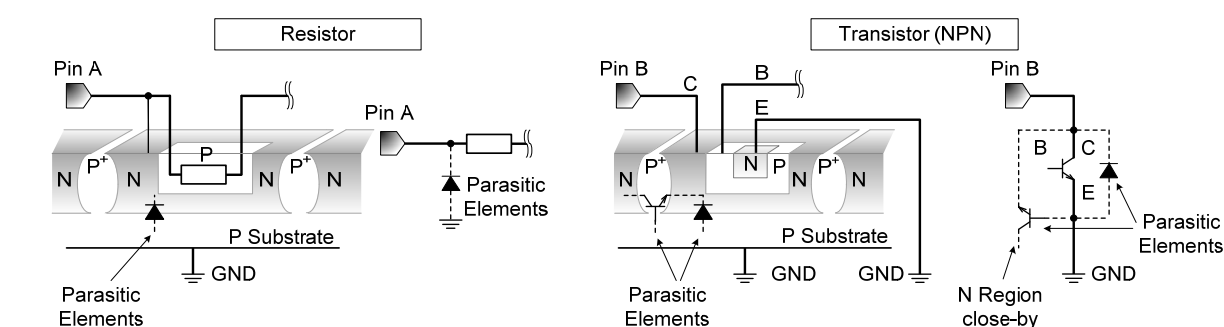 Resistor
Pin A
N
P+
N
P
N
P+
N
Parasitic
Elements
P Substrate
GND
Pin A
Parasitic
Elements
Transistor (NPN)
Pin B
C
B
E
N
P+
N
P
N
P+
N
P Substrate
GND
GND
Parasitic
Elements
Pin B
B
C
E
Parasitic
Elements
GND
N Region
close-by